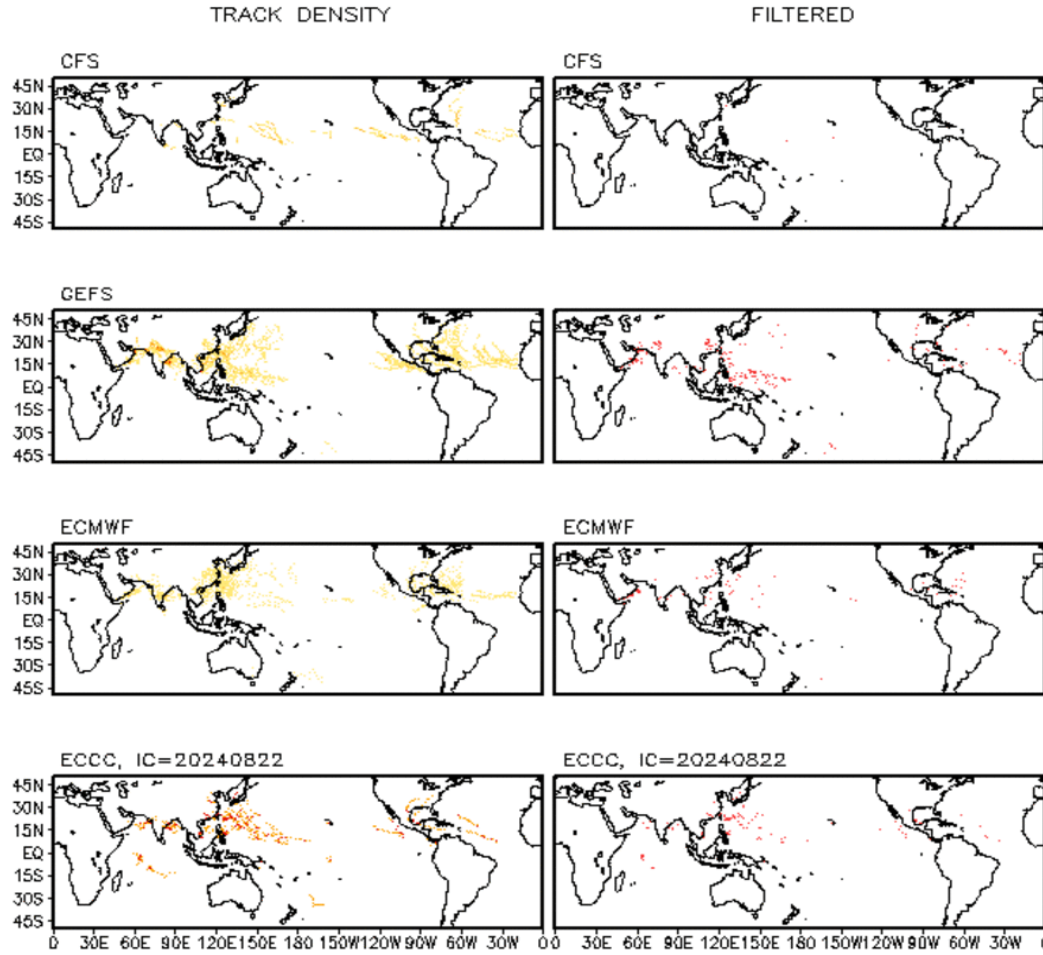 TRACK DENSITY
FILTERED
CFS
CFS
45N
30N
15N
EQ
15S
30S
45S
GEFS
GEFS
45N
30N
15N
EQ
15S
30S
45S
ECMWF
ECMWF
45N
30N
15N
EQ
15S
30S
45S
ECCC, IC=20240822
ECCC, IC=20240822
45N
30N
15N
EQ
15S
30S
45S
0 30E 60E 90E 120E 150E 180 150W 120W 90W 60W 30W 0
30E 60E 90E 120E 150E 180 150W 120W 90W 60W 30W